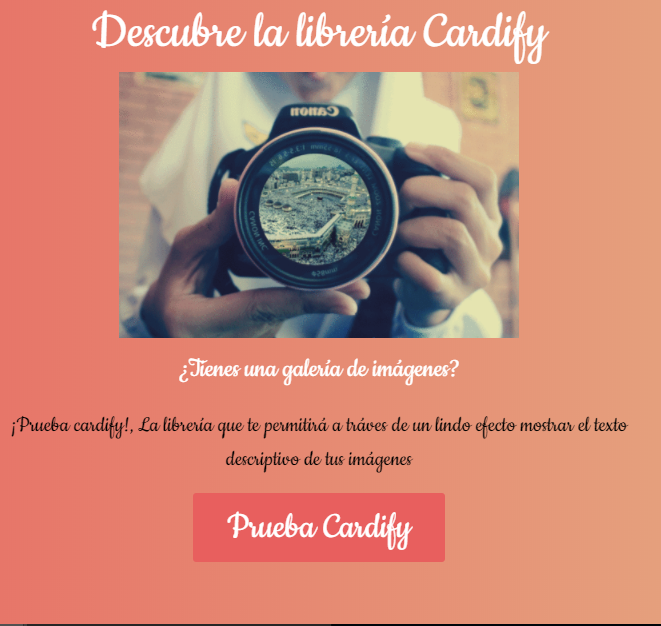 Descubre la librería Cardify
Canon
¿Tienes una galería de imágenes?
¡Prueba cardify!, La librería que te permitirá a tráves de un lindo efecto mostrar el texto
descriptivo de tus imágenes
Prueba Cardify